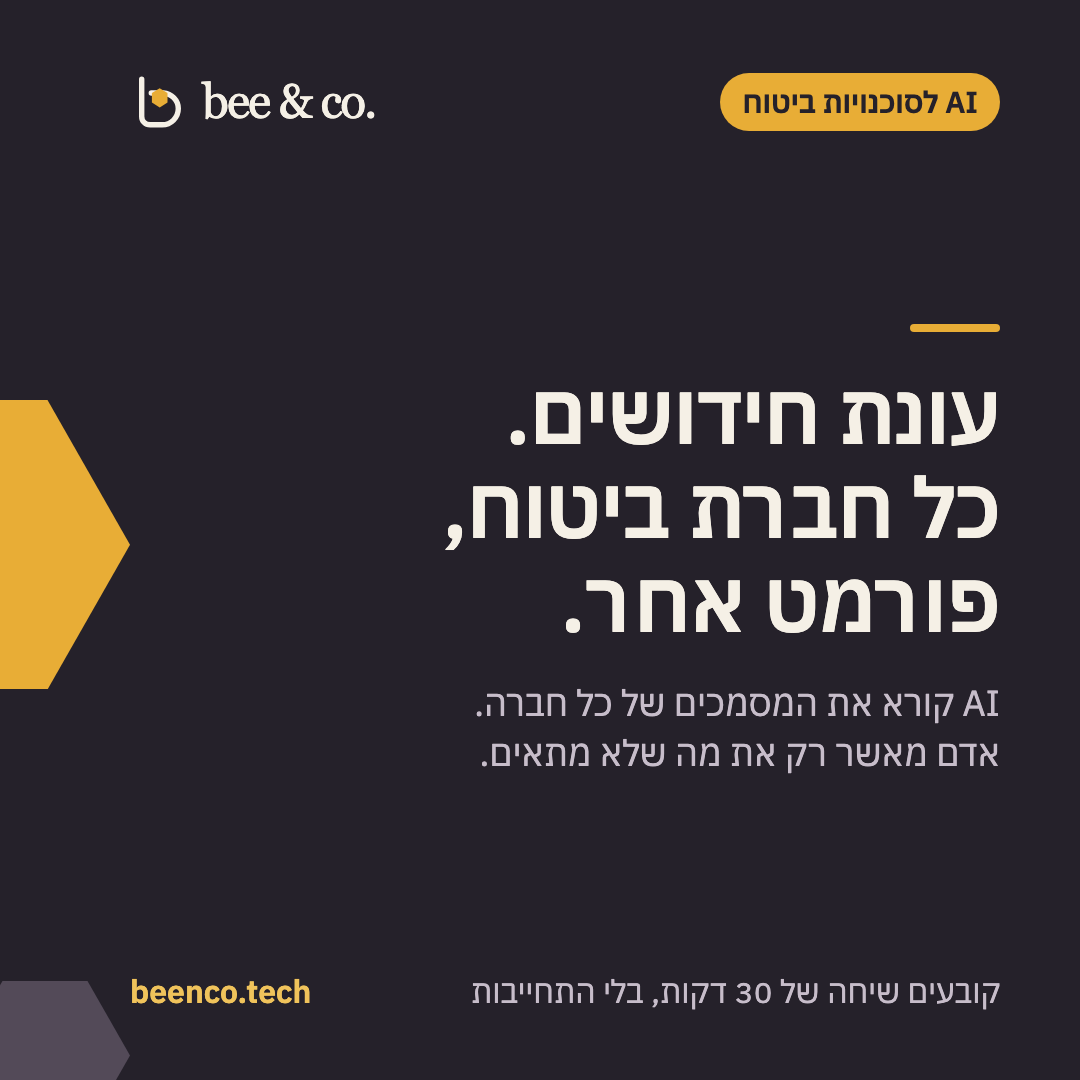 AI לסוכנויות ביטוח
bee & co.
עונת חידושים.
כל חברת ביטוח,
פורמט אחר.
AI קורא את המסמכים של כל חברה.
אדם מאשר רק את מה שלא מתאים.
קובעים שיחה של 30 דקות, בלי התחייבות
beenco.tech